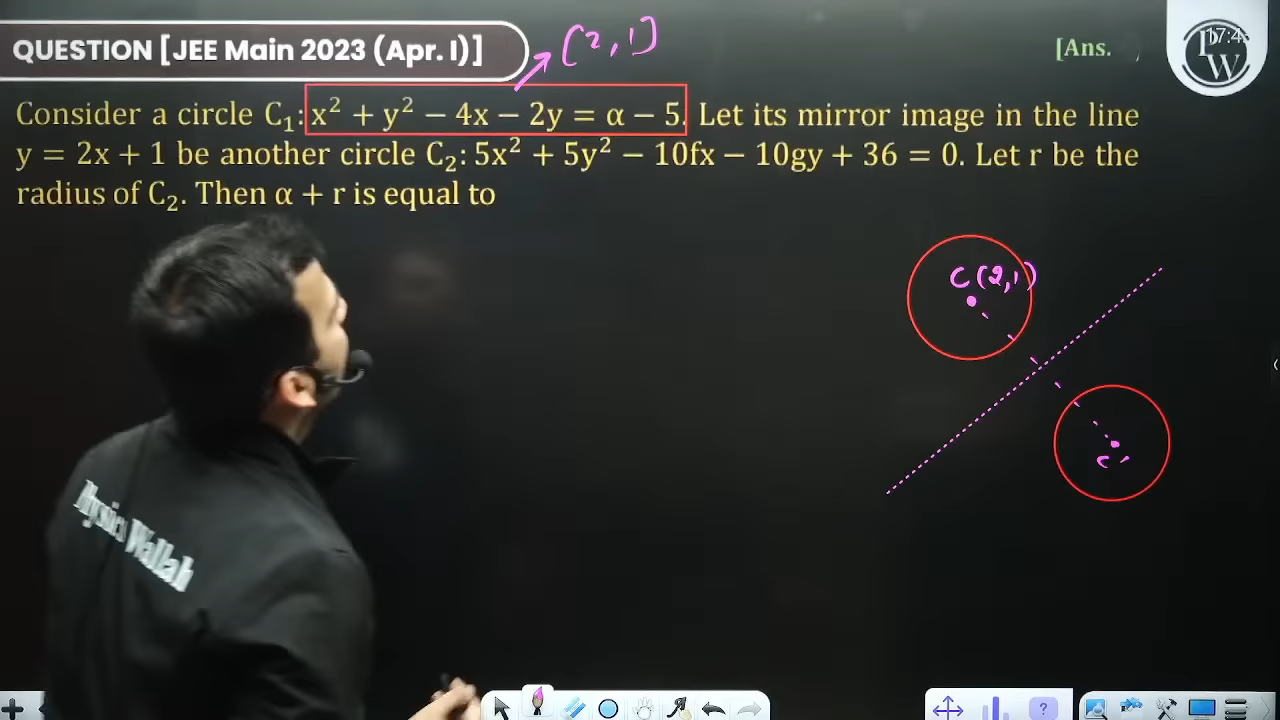 QUESTION [JEE Main 2023 (Apr. I)]
(2,1)
[Ans.
Consider a circle C₁: x² + y² − 4x − 2y = α − 5. Let its mirror image in the line
y = 2x + 1 be another circle C₂: 5x² + 5y² − 10fx − 10gy + 36 = 0. Let r be the
radius of C₂. Then α + r is equal to
C(2,1)
C'
Physics Wallah